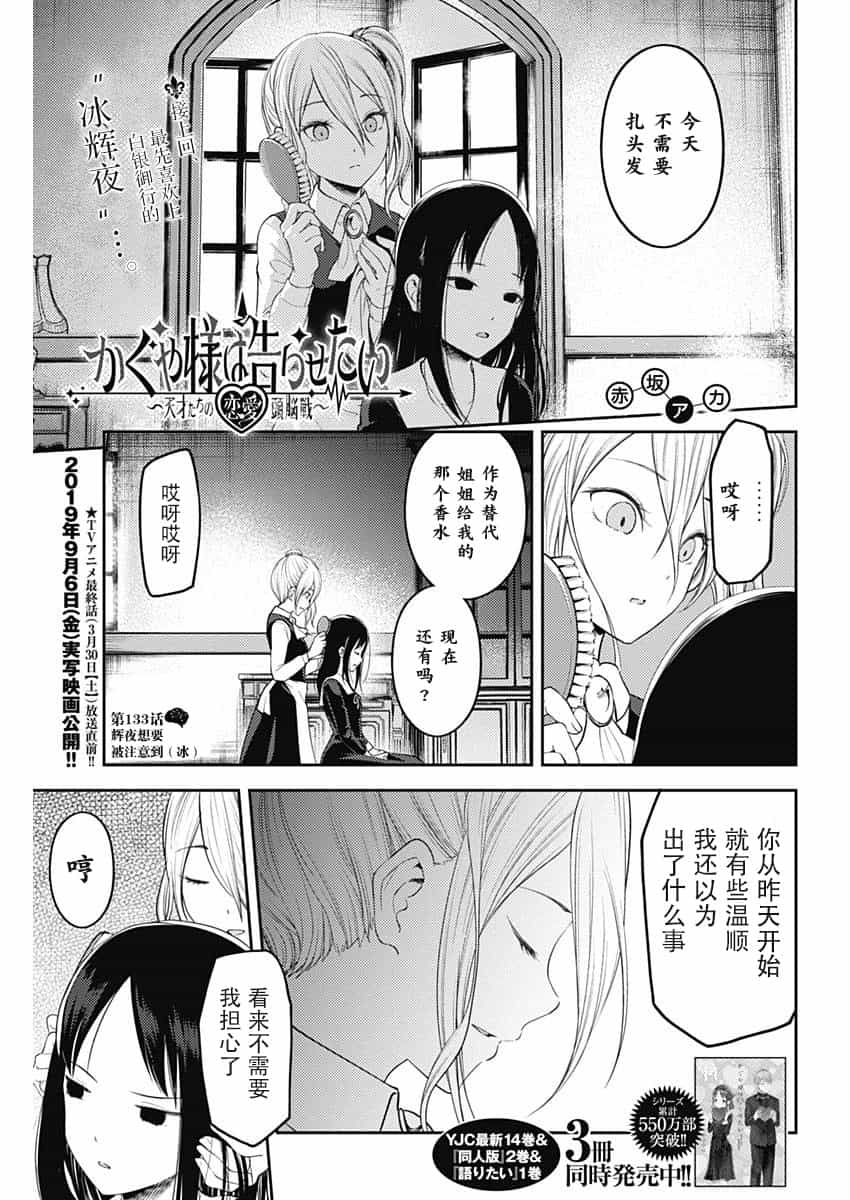 今天
不需要
扎头发
接上回
最先喜欢上
白银御行的
“冰辉夜”…。
かぐや様は告らせたい
～天才たちの恋愛頭脳戦～
赤坂アカ
……
哎呀
作为替代
姐姐给我的
那个香水
现在
还有吗？
哎呀哎呀
第133话
辉夜想要
被注意到（冰）
★TVアニメ最終話(3月30日【土】)放送直前!!
2019年9月6日(金)実写映画公開!!
你从昨天开始
就有些温顺
我还以为
出了什么事
哼
看来不需要
我担心了
YJC最新14巻&
『同人版』2巻&
『語りたい』1巻
3冊
同時発売中!!
シリーズ
累計
550万部
突破!!